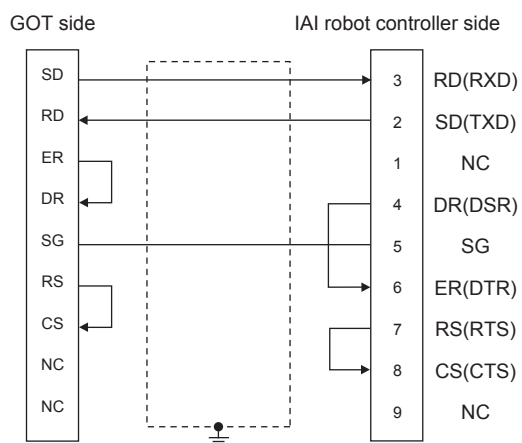 GOT side IAI robot controller side
SD 3 RD(RXD)
RD 2 SD(TXD)
ER 1 NC
DR 4 DR(DSR)
SG 5 SG
RS 6 ER(DTR)
CS 7 RS(RTS)
NC 8 CS(CTS)
NC 9 NC